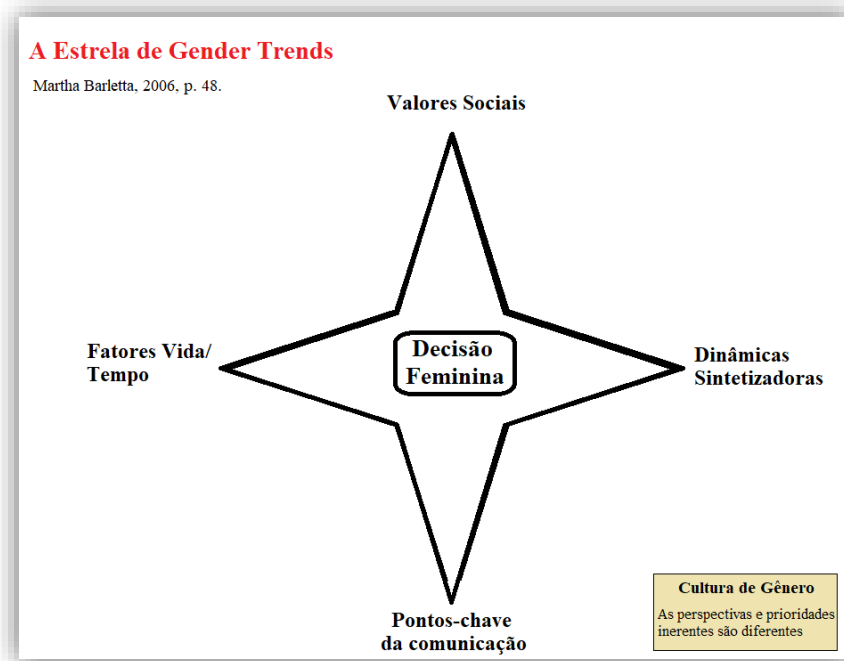 A Estrela de Gender Trends
Martha Barletta, 2006, p. 48.
Valores Sociais
Fatores Vida/
Tempo
Decisão
Feminina
Dinâmicas
Sintetizadoras
Pontos-chave
da comunicação
Cultura de Gênero
As perspectivas e prioridades
inerentes são diferentes